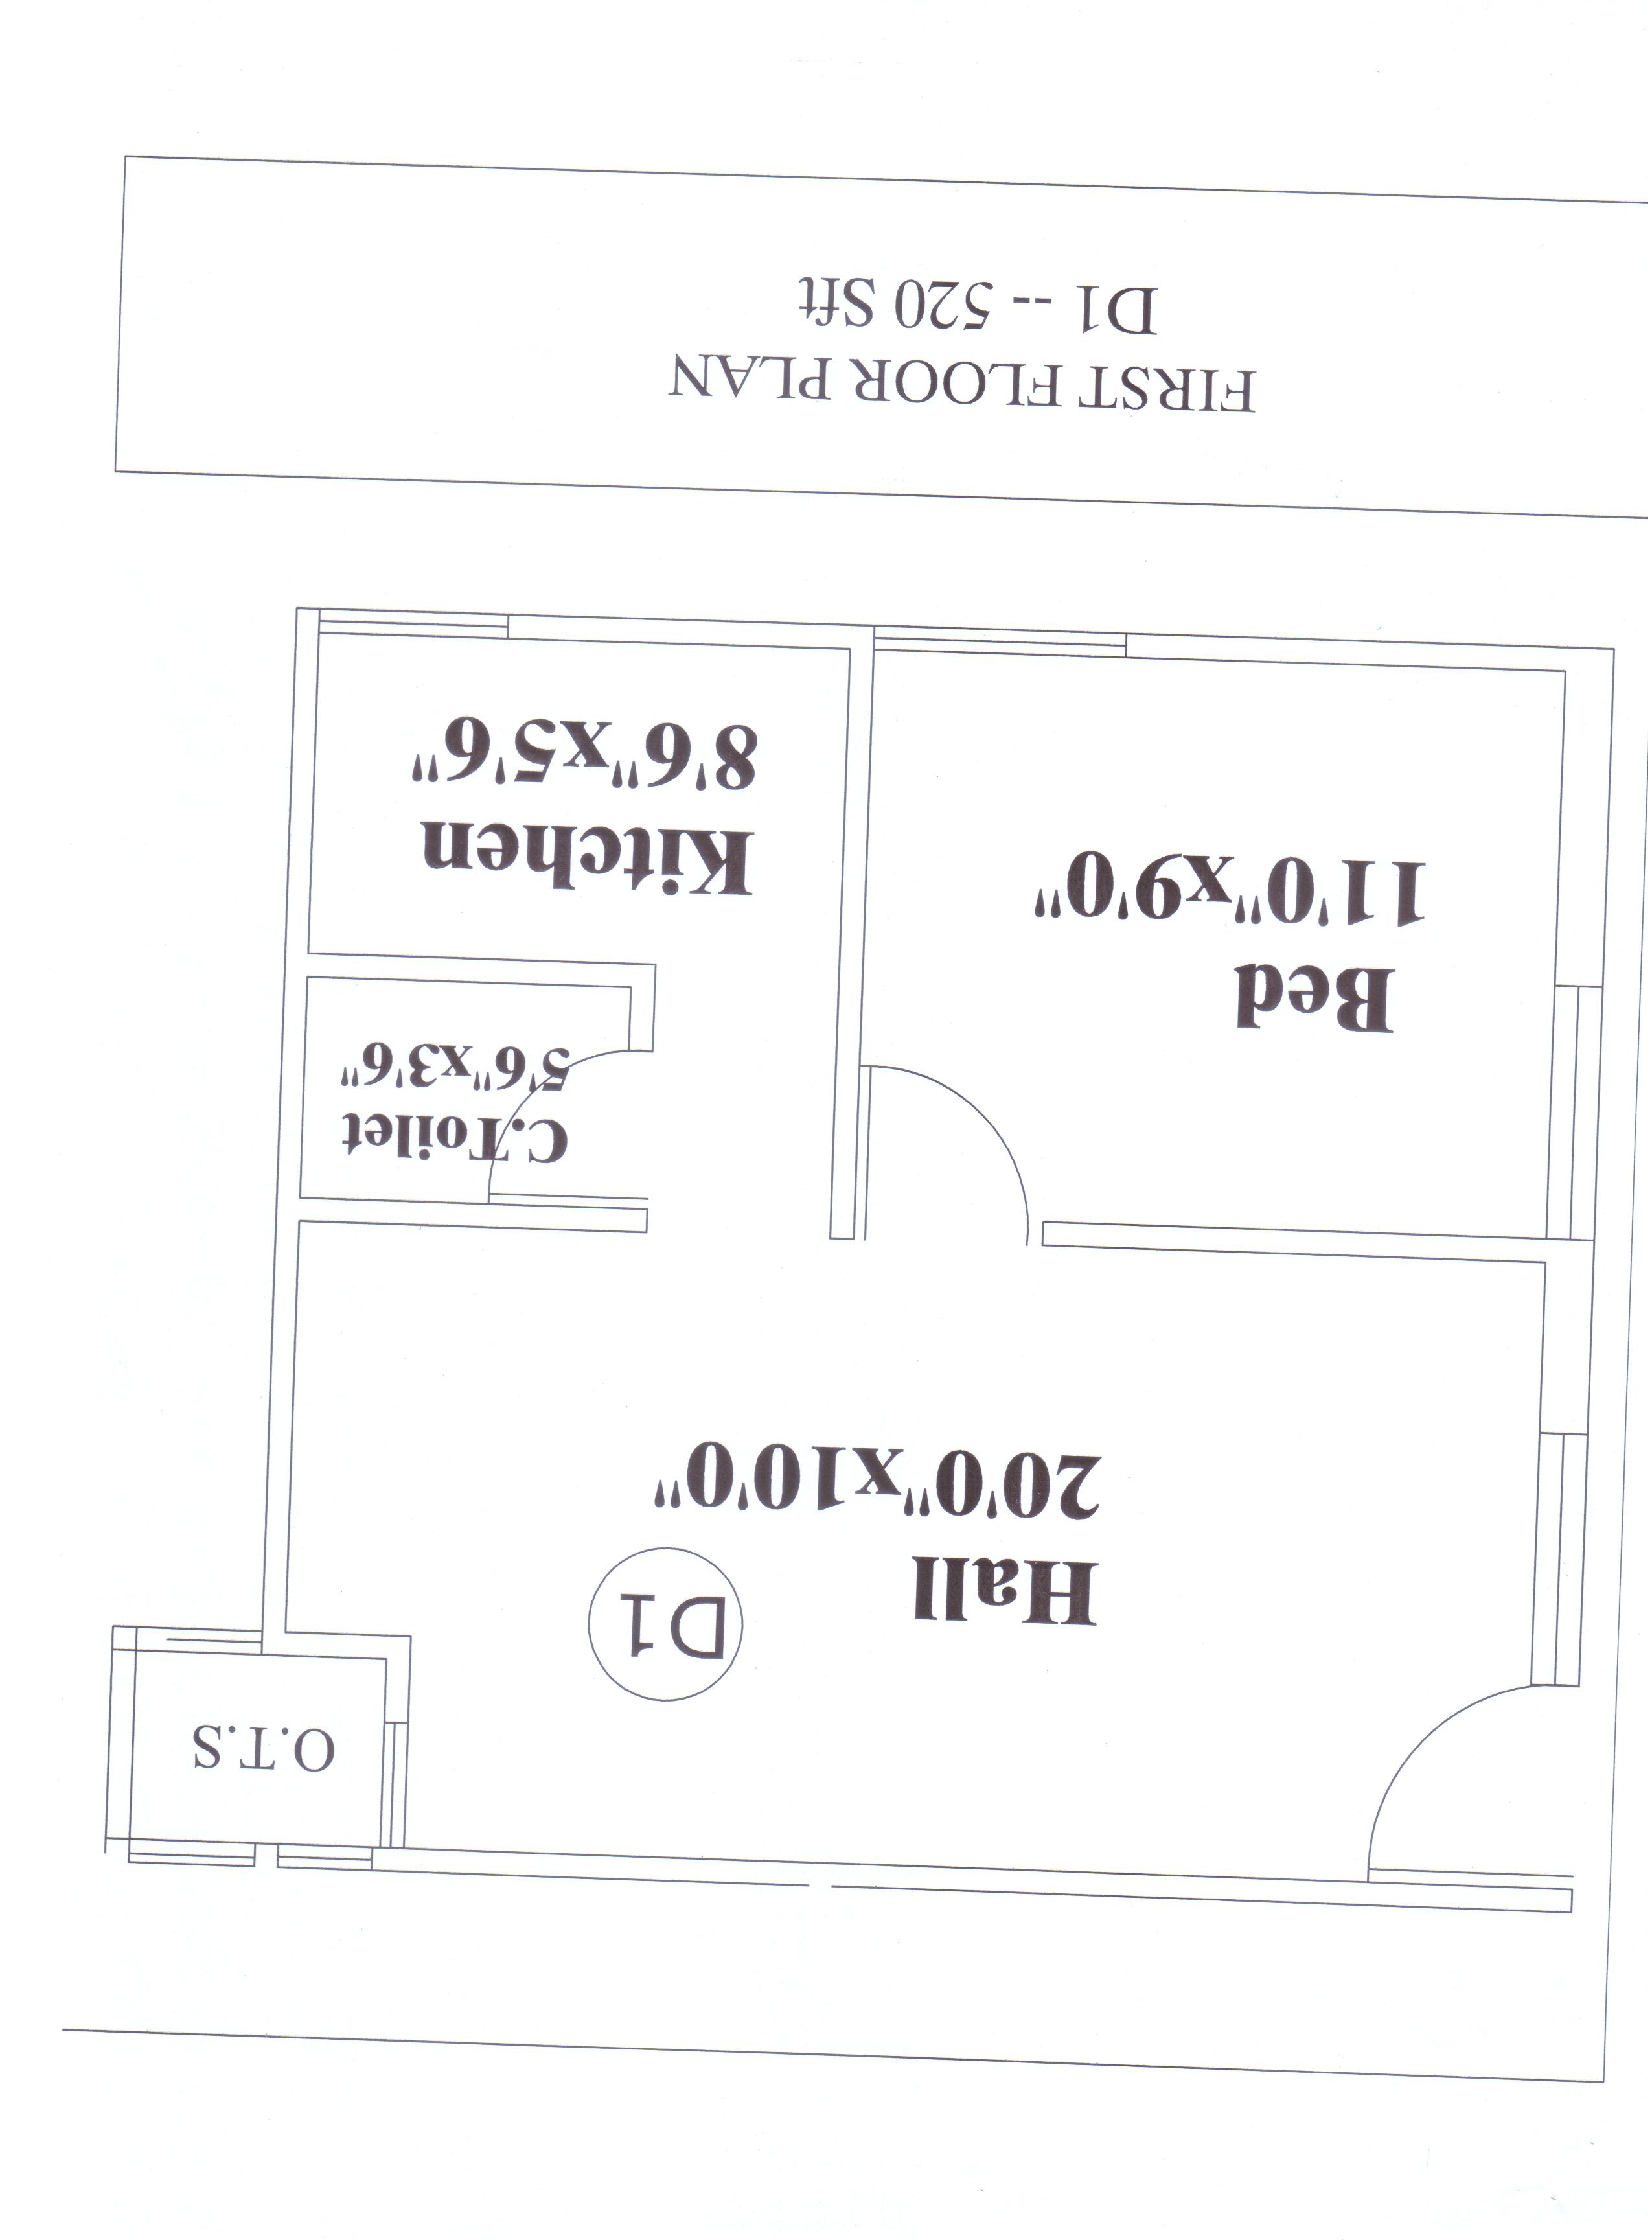 O.T.S
D1
Hall
20'0"x10'0"
C.Toilet
5'6"x3'6"
Bed
11'0"x9'0"
Kitchen
8'6"x5'6"
FIRST FLOOR PLAN
D1 -- 520 Sft